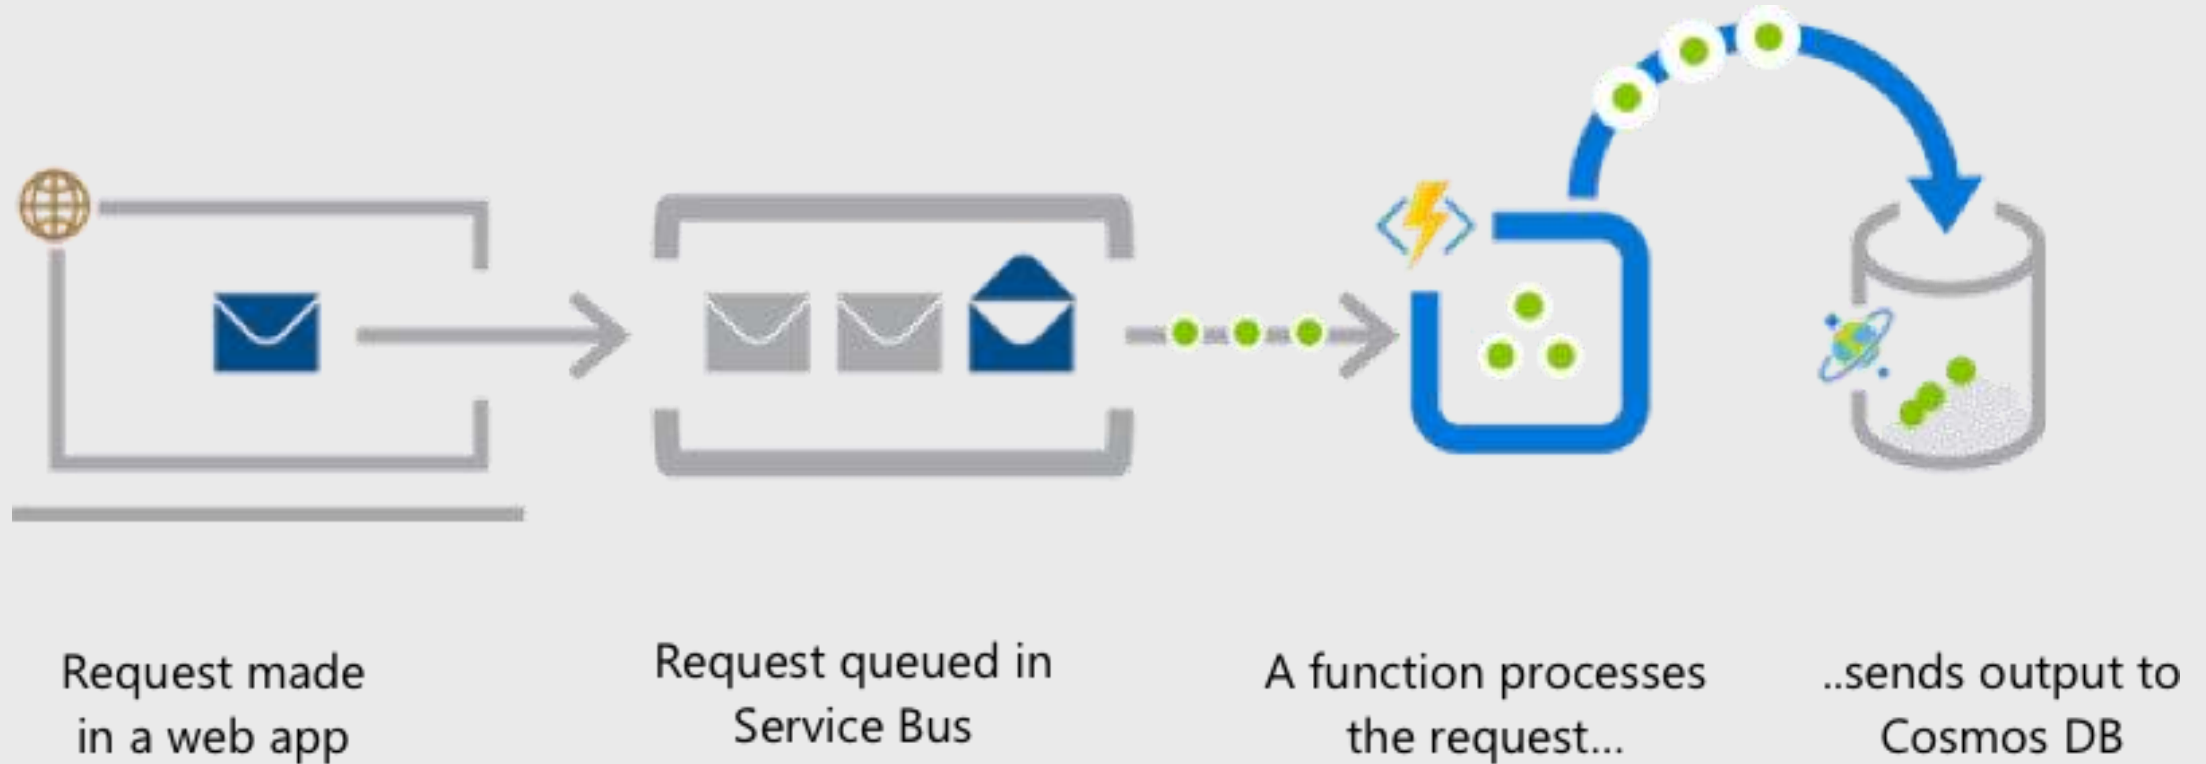 Request made
in a web app
Request queued in
Service Bus
A function processes
the request...
..sends output to
Cosmos DB